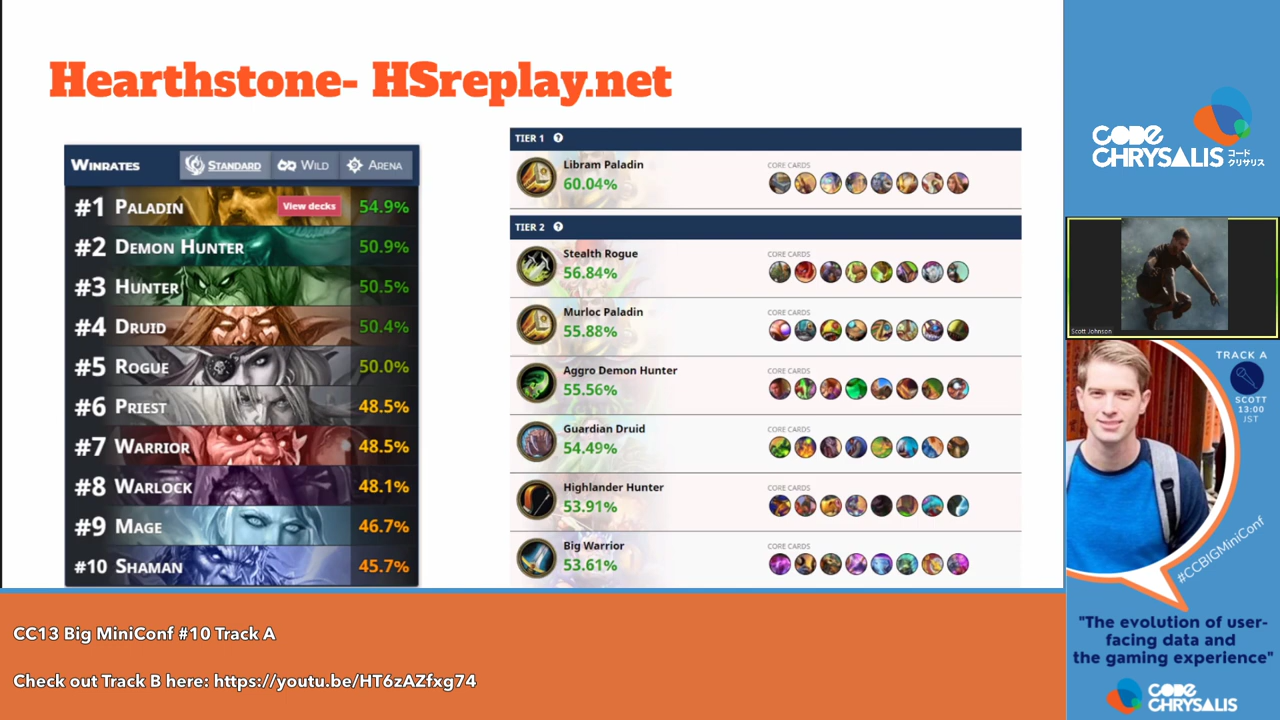 Hearthstone- HSreplay.net
WINRATES
STANDARD
WILD
ARENA
#1 PALADIN View decks 54.9%
#2 DEMON HUNTER 50.9%
#3 HUNTER 50.5%
#4 DRUID 50.4%
#5 ROGUE 50.0%
#6 PRIEST 48.5%
#7 WARRIOR 48.5%
#8 WARLOCK 48.1%
#9 MAGE 46.7%
#10 SHAMAN 45.7%
TIER 1 ?
Libram Paladin
60.04%
CORE CARDS
TIER 2 ?
Stealth Rogue
56.84%
CORE CARDS
Murloc Paladin
55.88%
CORE CARDS
Aggro Demon Hunter
55.56%
CORE CARDS
Guardian Druid
54.49%
CORE CARDS
Highlander Hunter
53.91%
CORE CARDS
Big Warrior
53.61%
CORE CARDS
CODE
CHRYSALIS
コード
クリサリス
Scott Johnson
TRACK A
SCOTT
13:00
JST
#CCBIGMiniConf
"The evolution of user-
facing data and
the gaming experience"
CODE
CHRYSALIS
CC13 Big MiniConf #10 Track A
Check out Track B here: https://youtu.be/HT6zAZfxg74